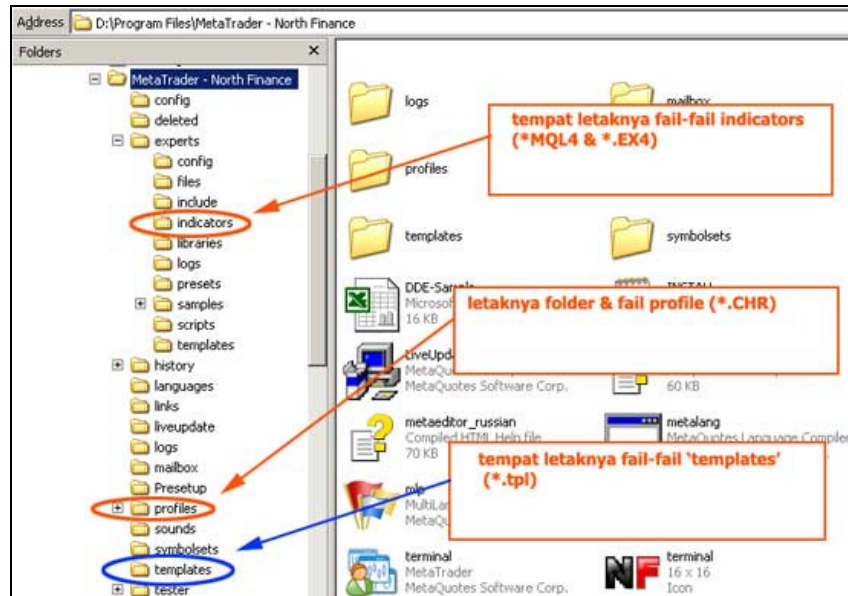 Address D:\Program Files\MetaTrader - North Finance
Folders
MetaTrader - North Finance
config
deleted
experts
config
files
include
indicators
libraries
logs
presets
samples
scripts
templates
history
languages
links
liveupdate
logs
mailbox
Presetup
profiles
sounds
symbolsets
templates
tester
logs
mailbox
tempat letaknya fail-fail indicators
(*MQL4 & *.EX4)
profiles
templates
symbolsets
DDE-Sample
16 KB
letaknya folder & fail profile (*.CHR)
MetaQuotes Software Corp.
60 KB
metaeditor_russian
Compiled HTML Help file
70 KB
metalang
MetaQuotes Language Compiler
tempat letaknya fail-fail ‘templates’
(*.tpl)
mlp
terminal
MetaTrader
MetaQuotes Software Corp.
terminal
16 x 16
Icon
NF